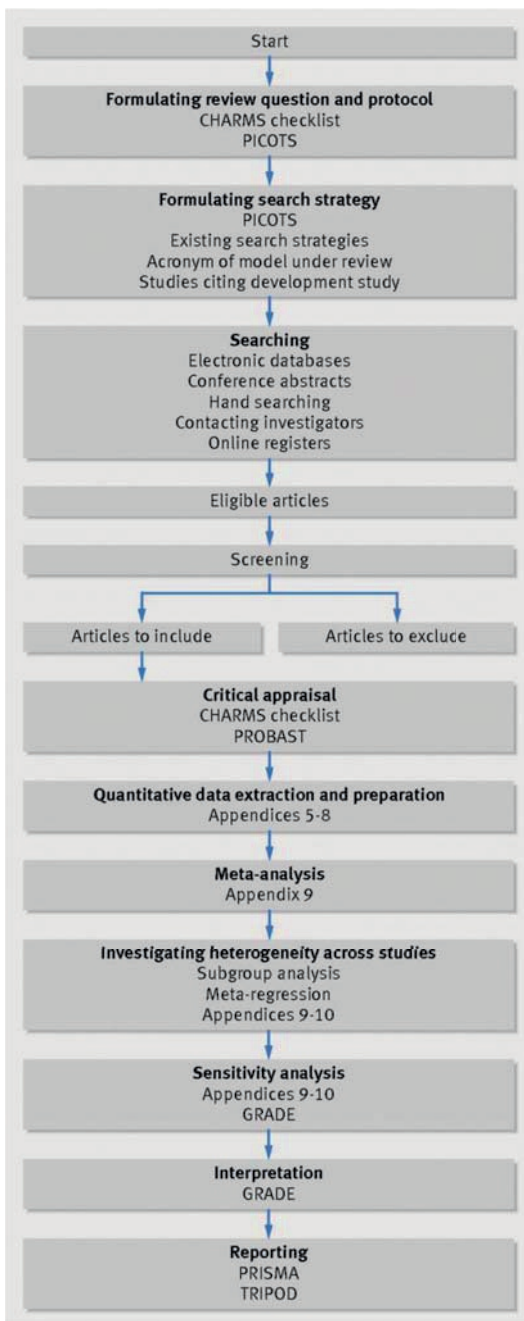 Start
Formulating review question and protocol
CHARMS checklist
PICOTS
Formulating search strategy
PICOTS
Existing search strategies
Acronym of model under review
Studies citing development study
Searching
Electronic databases
Conference abstracts
Hand searching
Contacting investigators
Online registers
Eligible articles
Screening
Articles to include
Articles to excluce
Critical appraisal
CHARMS checklist
PROBAST
Quantitative data extraction and preparation
Appendices 5-8
Meta-analysis
Appendix 9
Investigating heterogeneity across studies
Subgroup analysis
Meta-regression
Appendices 9-10
Sensitivity analysis
Appendices 9-10
GRADE
Interpretation
GRADE
Reporting
PRISMA
TRIPOD